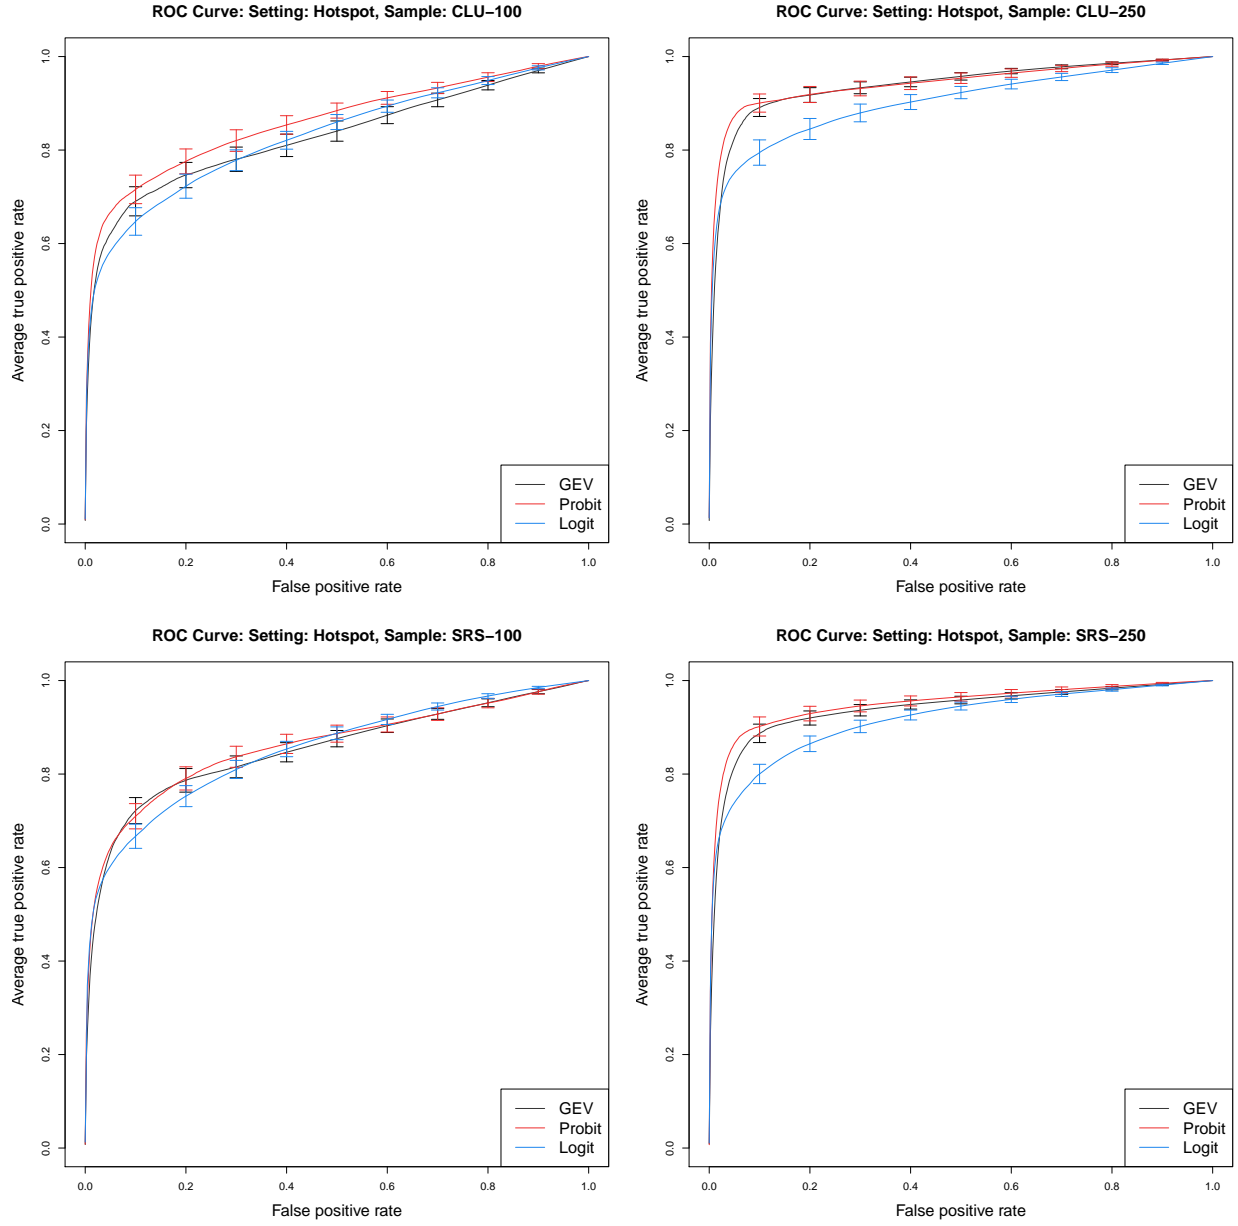 ROC Curve: Setting: Hotspot, Sample: CLU−100
Average true positive rate
1.0
0.8
0.6
0.4
0.2
0.0
GEV
Probit
Logit
0.0 0.2 0.4 0.6 0.8 1.0
False positive rate
ROC Curve: Setting: Hotspot, Sample: CLU−250
Average true positive rate
1.0
0.8
0.6
0.4
0.2
0.0
GEV
Probit
Logit
0.0 0.2 0.4 0.6 0.8 1.0
False positive rate
ROC Curve: Setting: Hotspot, Sample: SRS−100
Average true positive rate
1.0
0.8
0.6
0.4
0.2
0.0
GEV
Probit
Logit
0.0 0.2 0.4 0.6 0.8 1.0
False positive rate
ROC Curve: Setting: Hotspot, Sample: SRS−250
Average true positive rate
1.0
0.8
0.6
0.4
0.2
0.0
GEV
Probit
Logit
0.0 0.2 0.4 0.6 0.8 1.0
False positive rate